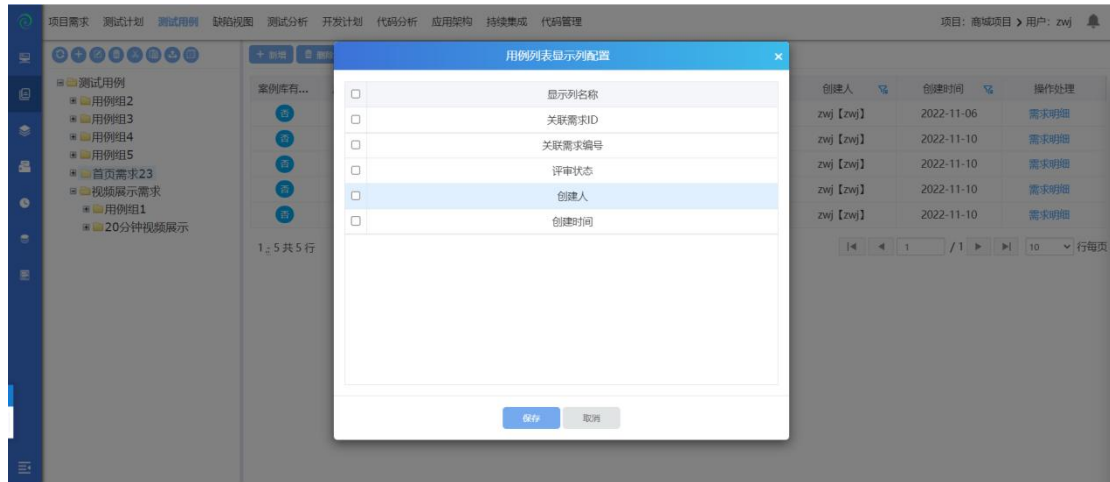 项目需求 测试计划 测试用例 缺陷视图 测试分析 开发计划 代码分析 应用架构 持续集成 代码管理 项目：商城项目 用户：zwj
新增 删除
用例列表显示列配置
测试用例
用例组2
用例组3
用例组4
用例组5
首页需求23
视频展示需求
用例组1
20分钟视频展示
案例库有... 创建人 创建时间 操作处理
否 zwj【zwj】 2022-11-06 需求明细
否 zwj【zwj】 2022-11-10 需求明细
否 zwj【zwj】 2022-11-10 需求明细
否 zwj【zwj】 2022-11-10 需求明细
否 zwj【zwj】 2022-11-10 需求明细
1 - 5 共 5 行 1 / 1 10 行每页
显示列名称
关联需求ID
关联需求编号
评审状态
创建人
创建时间
保存 取消